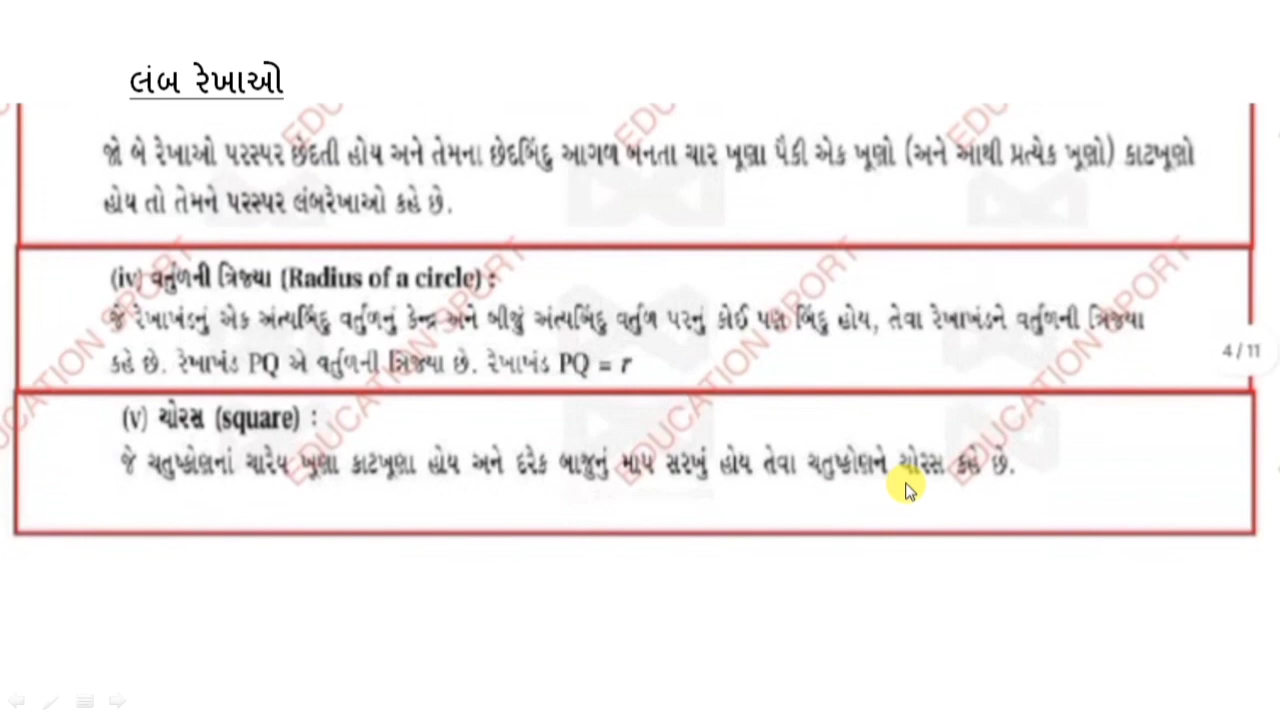 લંબ રેખાઓ
જો બે રેખાઓ પરસ્પર છેદતી હોય અને તેમના છેદબિંદુ આગળ બનતા ચાર ખૂણા પૈકી એક ખૂણો (અને આથી પ્રત્યેક ખૂણો) કાટખૂણો
હોય તો તેમને પરસ્પર લંબરેખાઓ કહે છે.
(iv) વર્તુળની ત્રિજ્યા (Radius of a circle) :
જે રેખાખંડનું એક અંત્યબિંદુ વર્તુળનું કેન્દ્ર અને બીજું અંત્યબિંદુ વર્તુળ પરનું કોઈ પણ બિંદુ હોય, તેવા રેખાખંડને વર્તુળની ત્રિજ્યા
કહે છે. રેખાખંડ PQ એ વર્તુળની ત્રિજ્યા છે. રેખાખંડ PQ = r
4 / 11
(v) ચોરસ (square) :
જે ચતુષ્કોણનાં ચારેય ખૂણા કાટખૂણા હોય અને દરેક બાજુનું માપ સરખું હોય તેવા ચતુષ્કોણને ચોરસ કહે છે.